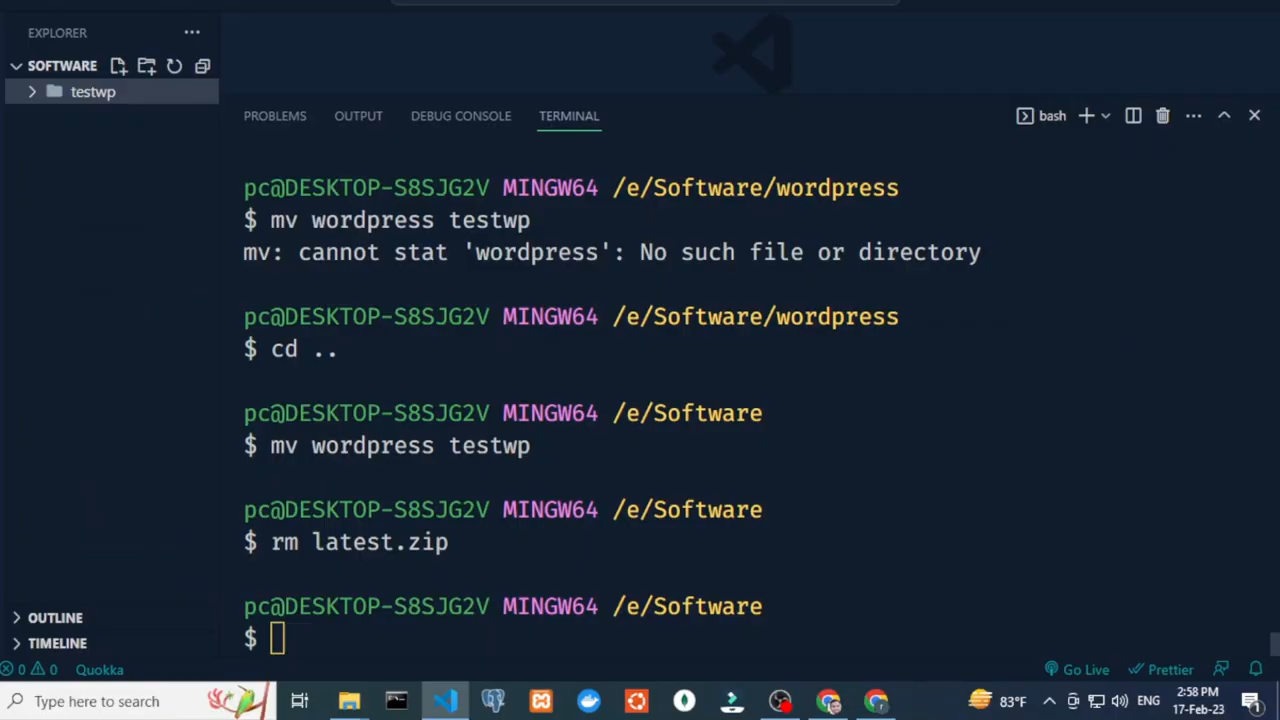 EXPLORER
SOFTWARE
testwp
OUTLINE
TIMELINE
PROBLEMS OUTPUT DEBUG CONSOLE TERMINAL
bash
pc@DESKTOP-S8SJG2V MINGW64 /e/Software/wordpress
$ mv wordpress testwp
mv: cannot stat 'wordpress': No such file or directory
pc@DESKTOP-S8SJG2V MINGW64 /e/Software/wordpress
$ cd ..
pc@DESKTOP-S8SJG2V MINGW64 /e/Software
$ mv wordpress testwp
pc@DESKTOP-S8SJG2V MINGW64 /e/Software
$ rm latest.zip
pc@DESKTOP-S8SJG2V MINGW64 /e/Software
$
0 0 Quokka Go Live Prettier
Type here to search 83°F ENG 2:58 PM
17-Feb-23 1